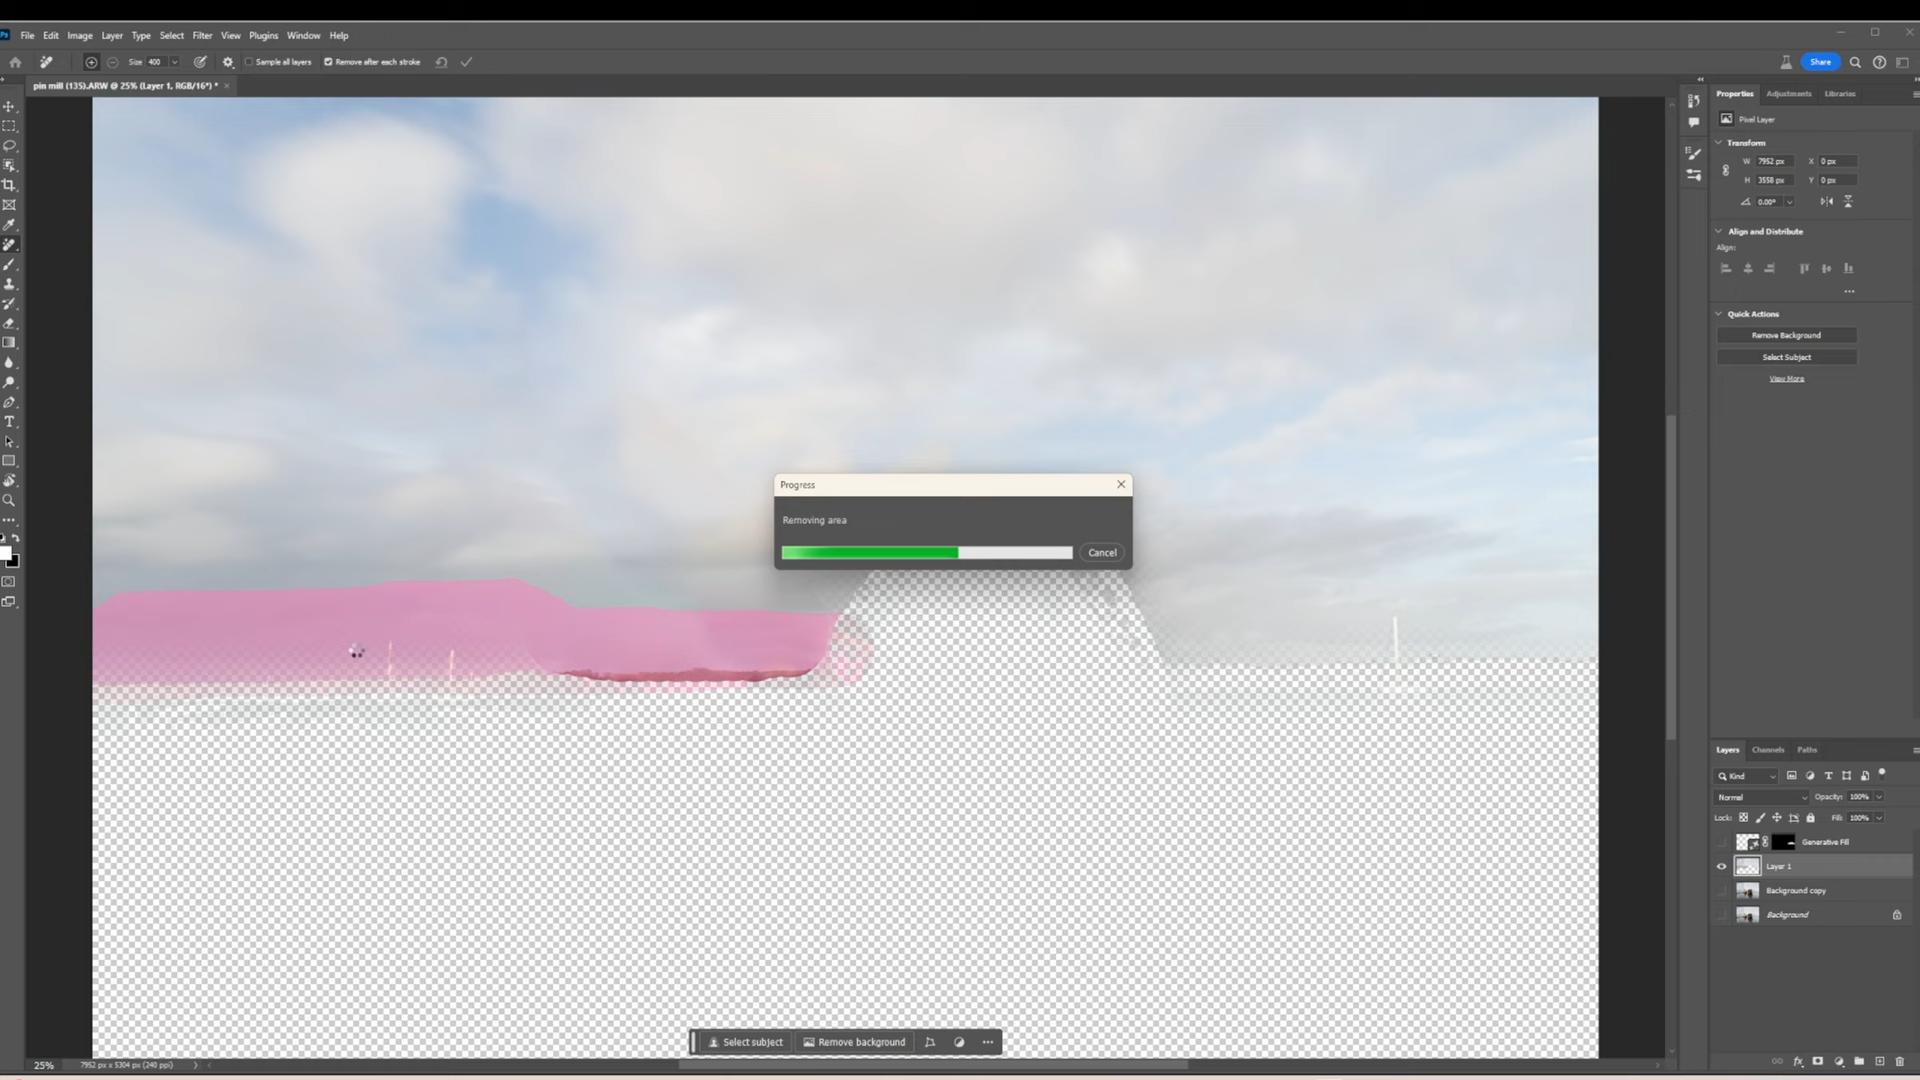 Ps File Edit Image Layer Type Select Filter View Plugins Window Help
Size 400 Sample all layers Remove after each stroke Share
pin mill (135).ARW @ 25% (Layer 1, RGB/16*) * ×
Properties Adjustments Libraries
Pixel Layer
Transform
W 7952 px X 0 px
H 3558 px Y 0 px
0.00°
Align and Distribute
Align:
Quick Actions
Remove Background
Select Subject
View More
Progress
Removing area
Cancel
Layers Channels Paths
Kind
Normal Opacity: 100%
Lock: Fill: 100%
Generative Fill
Layer 1
Background copy
Background
Select subject Remove background
25% 7952 px x 5304 px (240 ppi)